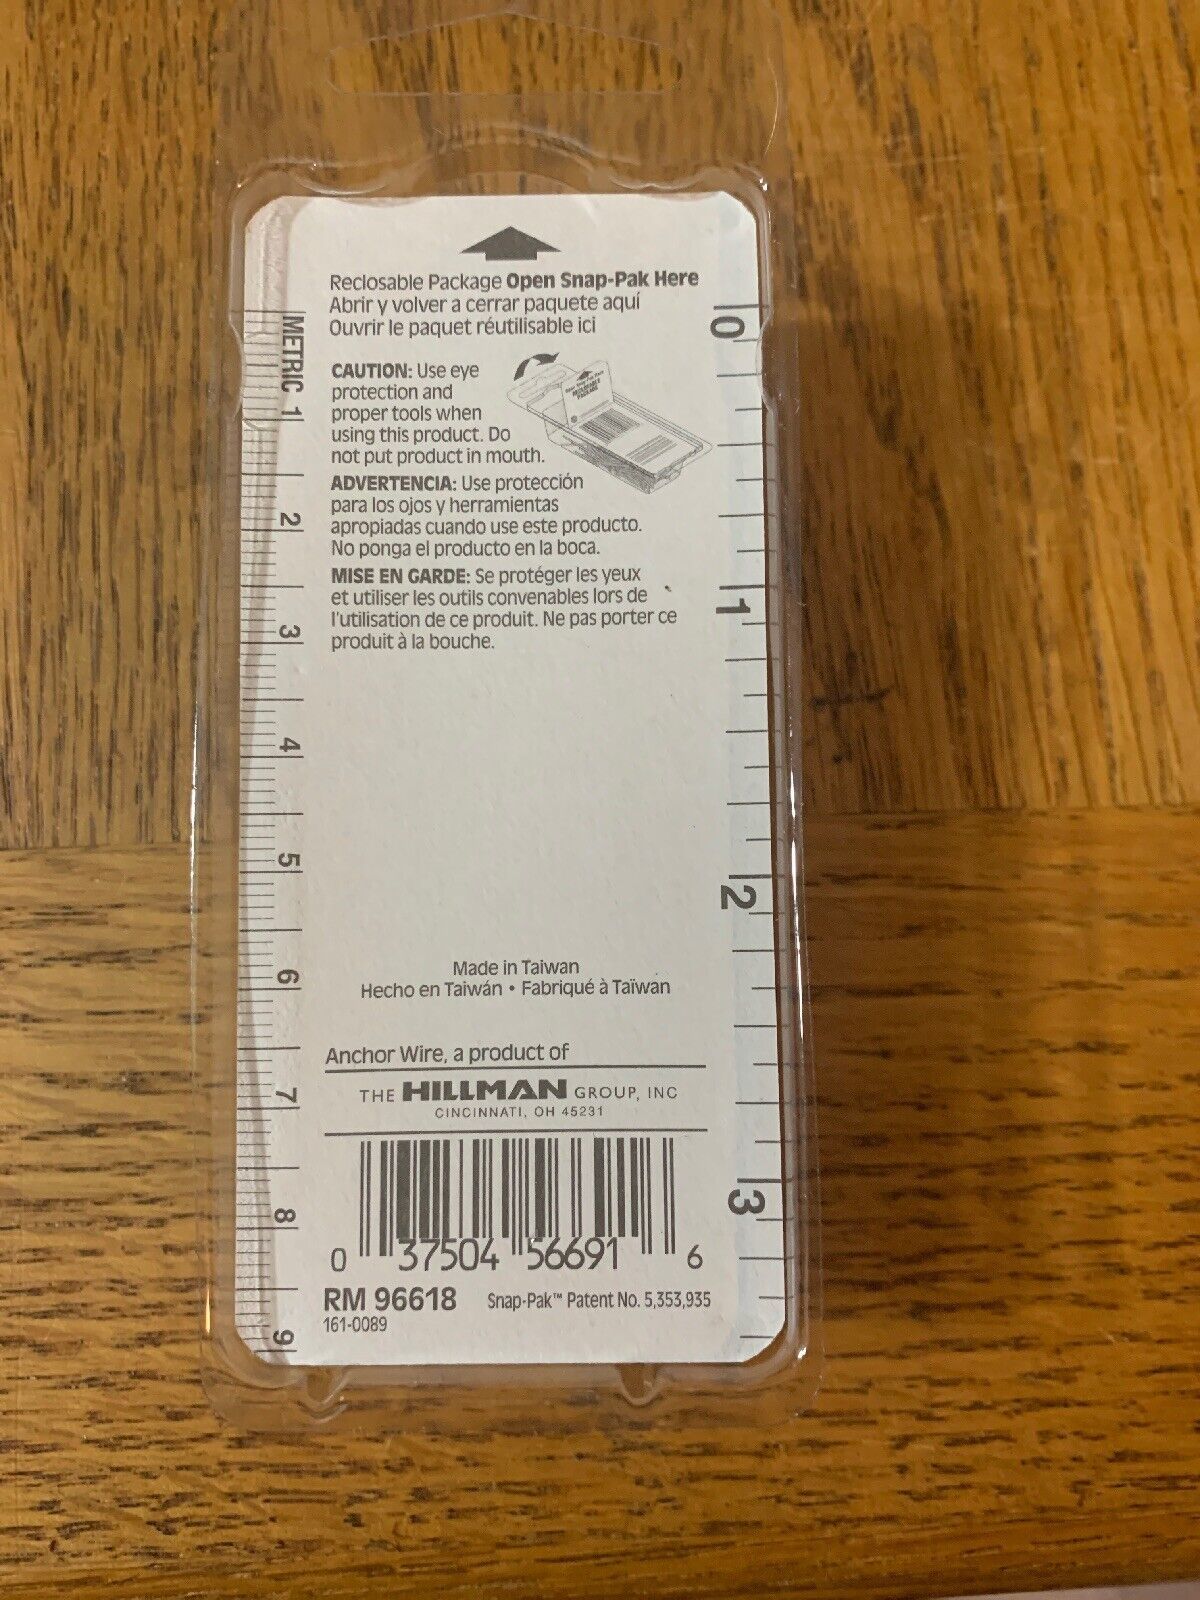 Reclosable Package Open Snap-Pak Here
Abrir y volver a cerrar paquete aquí
Ouvrir le paquet réutilisable ici
CAUTION: Use eye
protection and
proper tools when
using this product. Do
not put product in mouth.
ADVERTENCIA: Use protección
para los ojos y herramientas
apropiadas cuando use este producto.
No ponga el producto en la boca.
MISE EN GARDE: Se protéger les yeux
et utiliser les outils convenables lors de
l'utilisation de ce produit. Ne pas porter ce
produit à la bouche.
METRIC 1
2
3
4
5
6
7
8
9
0
1
2
3
Made in Taiwan
Hecho en Taiwán • Fabriqué à Taïwan
Anchor Wire, a product of
THE HILLMAN GROUP, INC
CINCINNATI, OH 45231
0 37504 56691 6
RM 96618 Snap-Pak™ Patent No. 5,353,935
161-0089